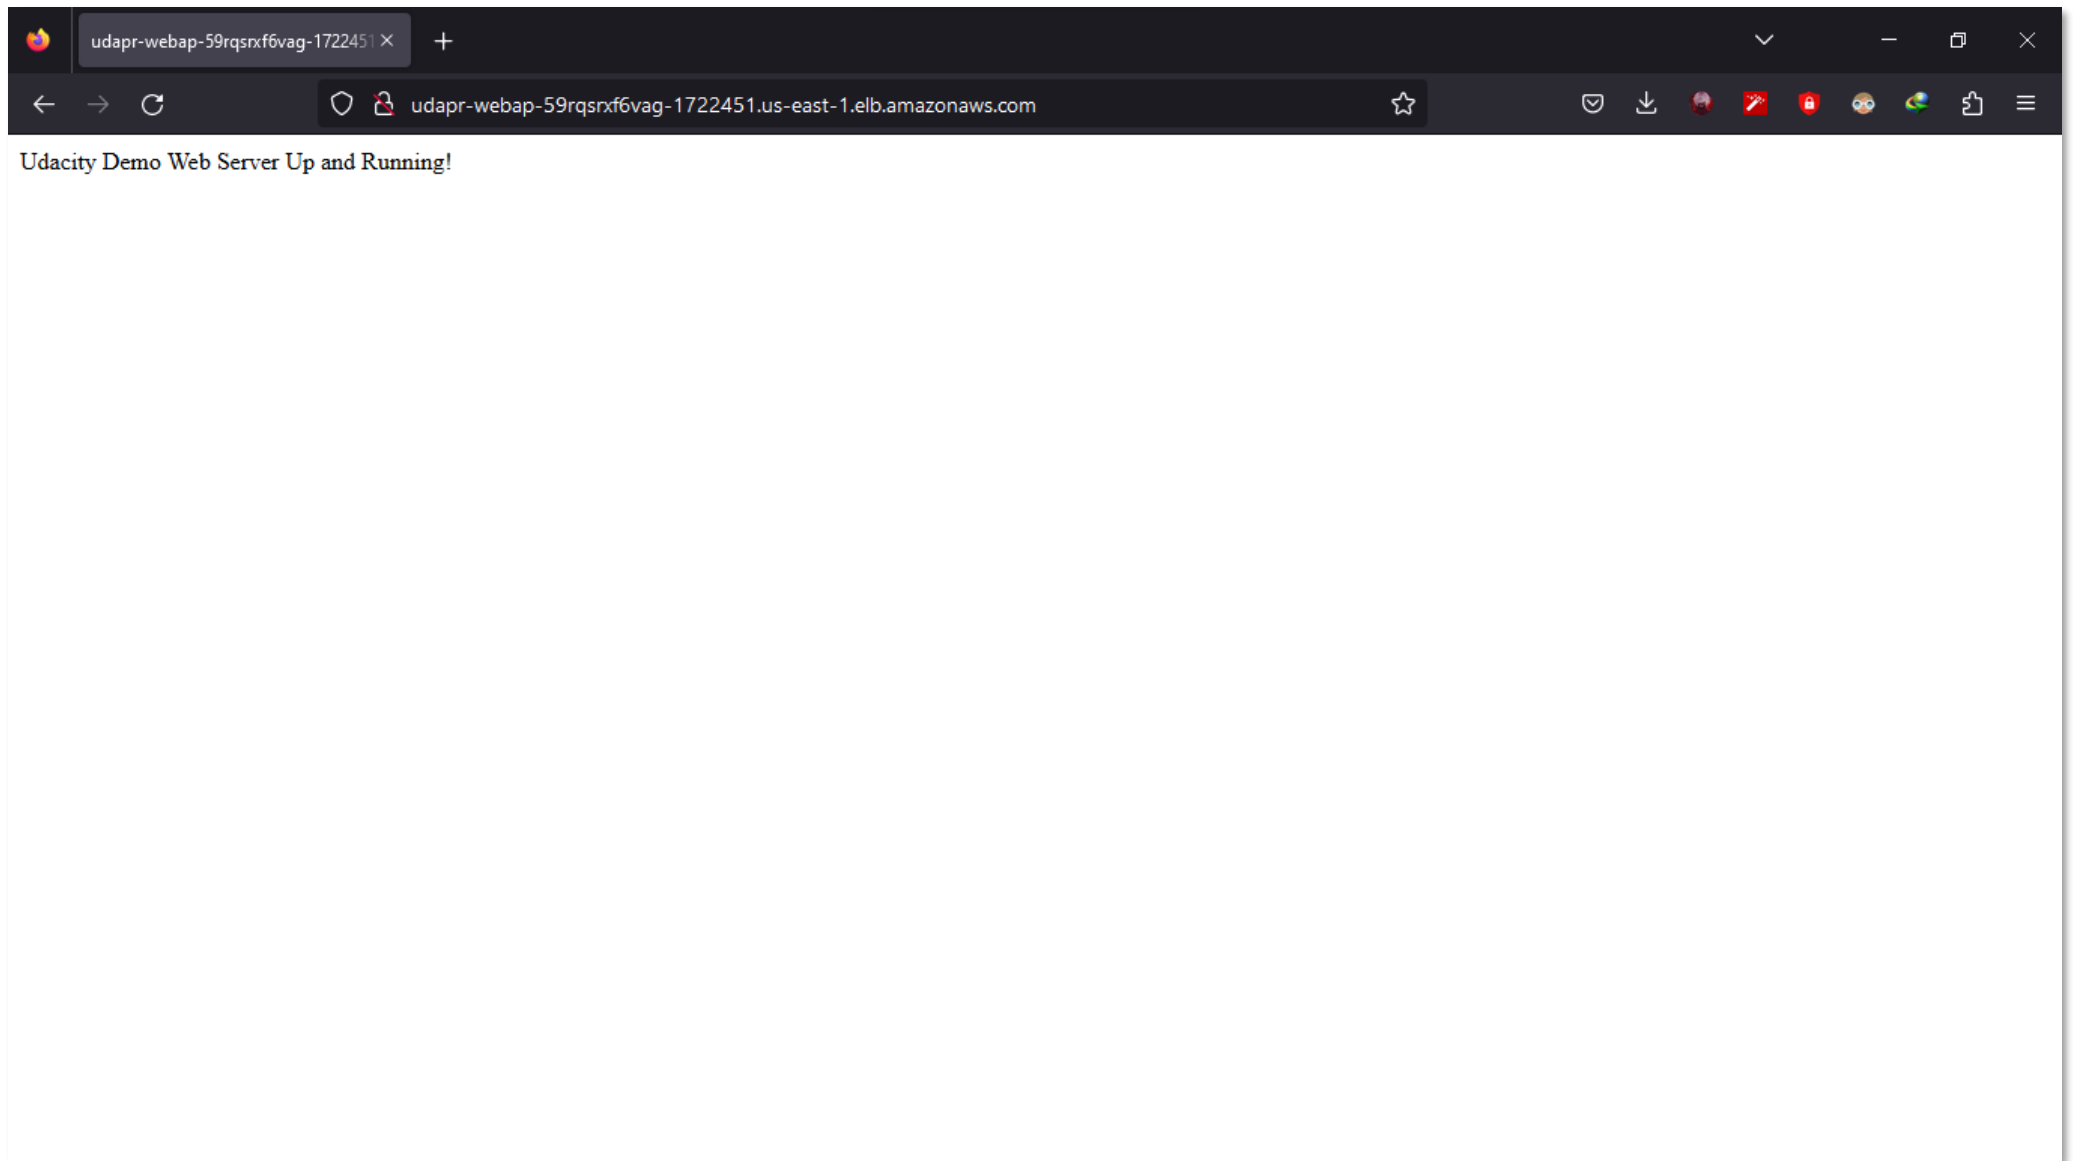 udapr-webap-59rqsrxf6vag-1722451
udapr-webap-59rqsrxf6vag-1722451.us-east-1.elb.amazonaws.com
Udacity Demo Web Server Up and Running!